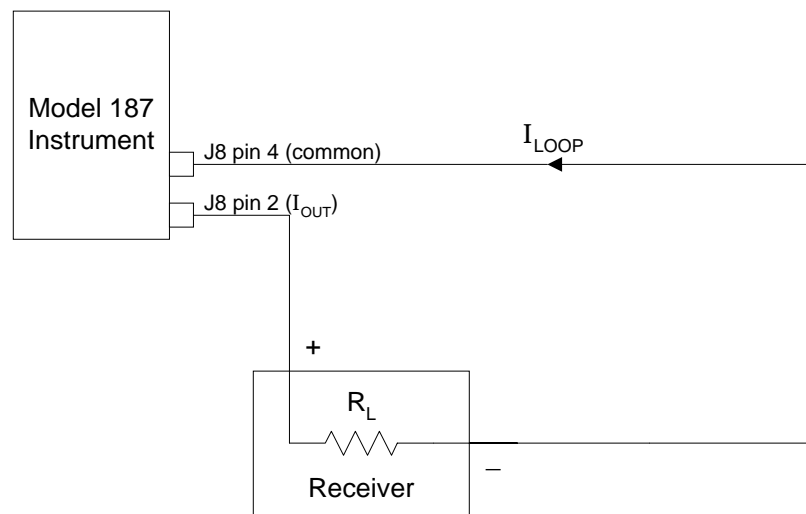 Model 187
Instrument
J8 pin 4 (common)
I_LOOP
J8 pin 2 (I_OUT)
+
R_L
−
Receiver